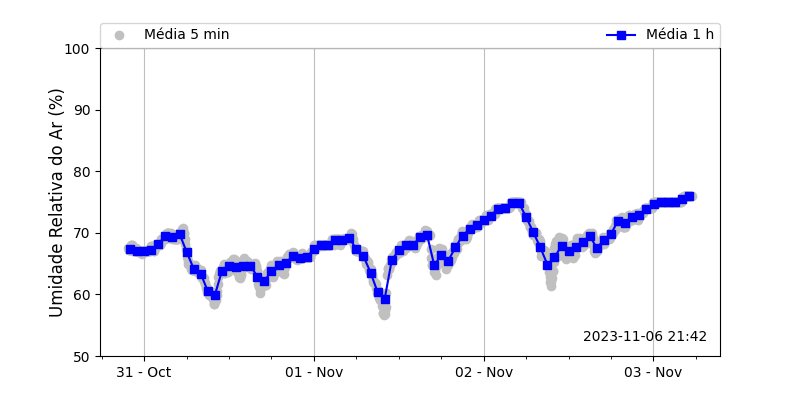 Média 5 min
Média 1 h
Umidade Relativa do Ar (%)
100
90
80
70
60
50
2023-11-06 21:42
31 - Oct
01 - Nov
02 - Nov
03 - Nov